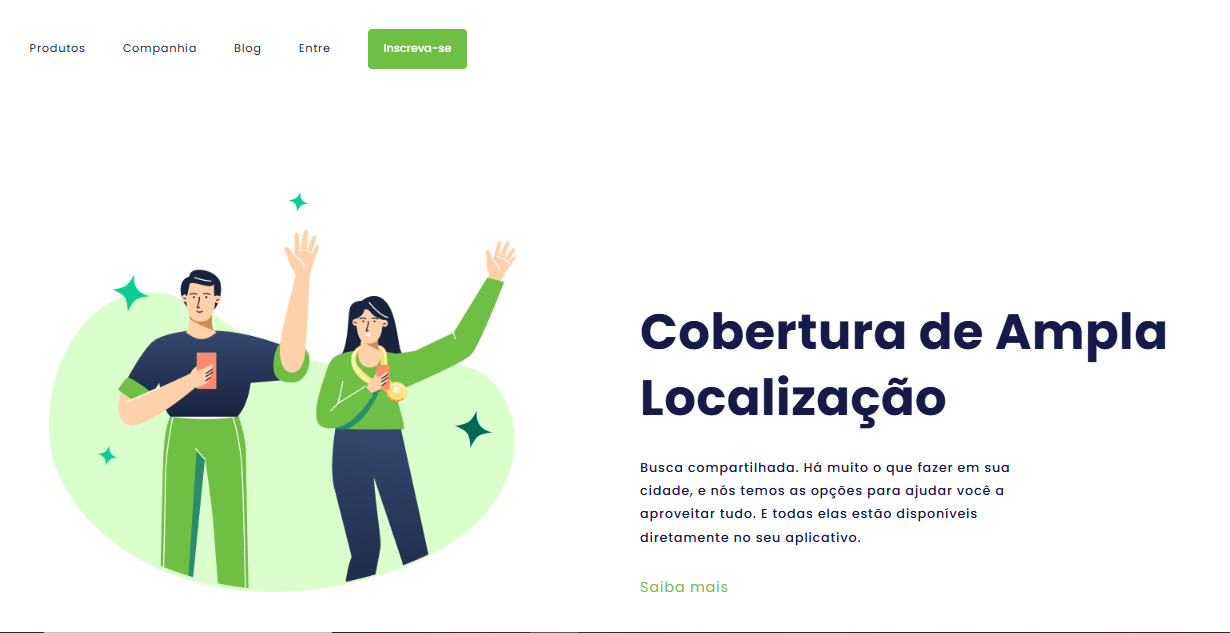 Produtos Companhia Blog Entre Inscreva-se
Cobertura de Ampla
Localização
Busca compartilhada. Há muito o que fazer em sua
cidade, e nós temos as opções para ajudar você a
aproveitar tudo. E todas elas estão disponíveis
diretamente no seu aplicativo.
Saiba mais